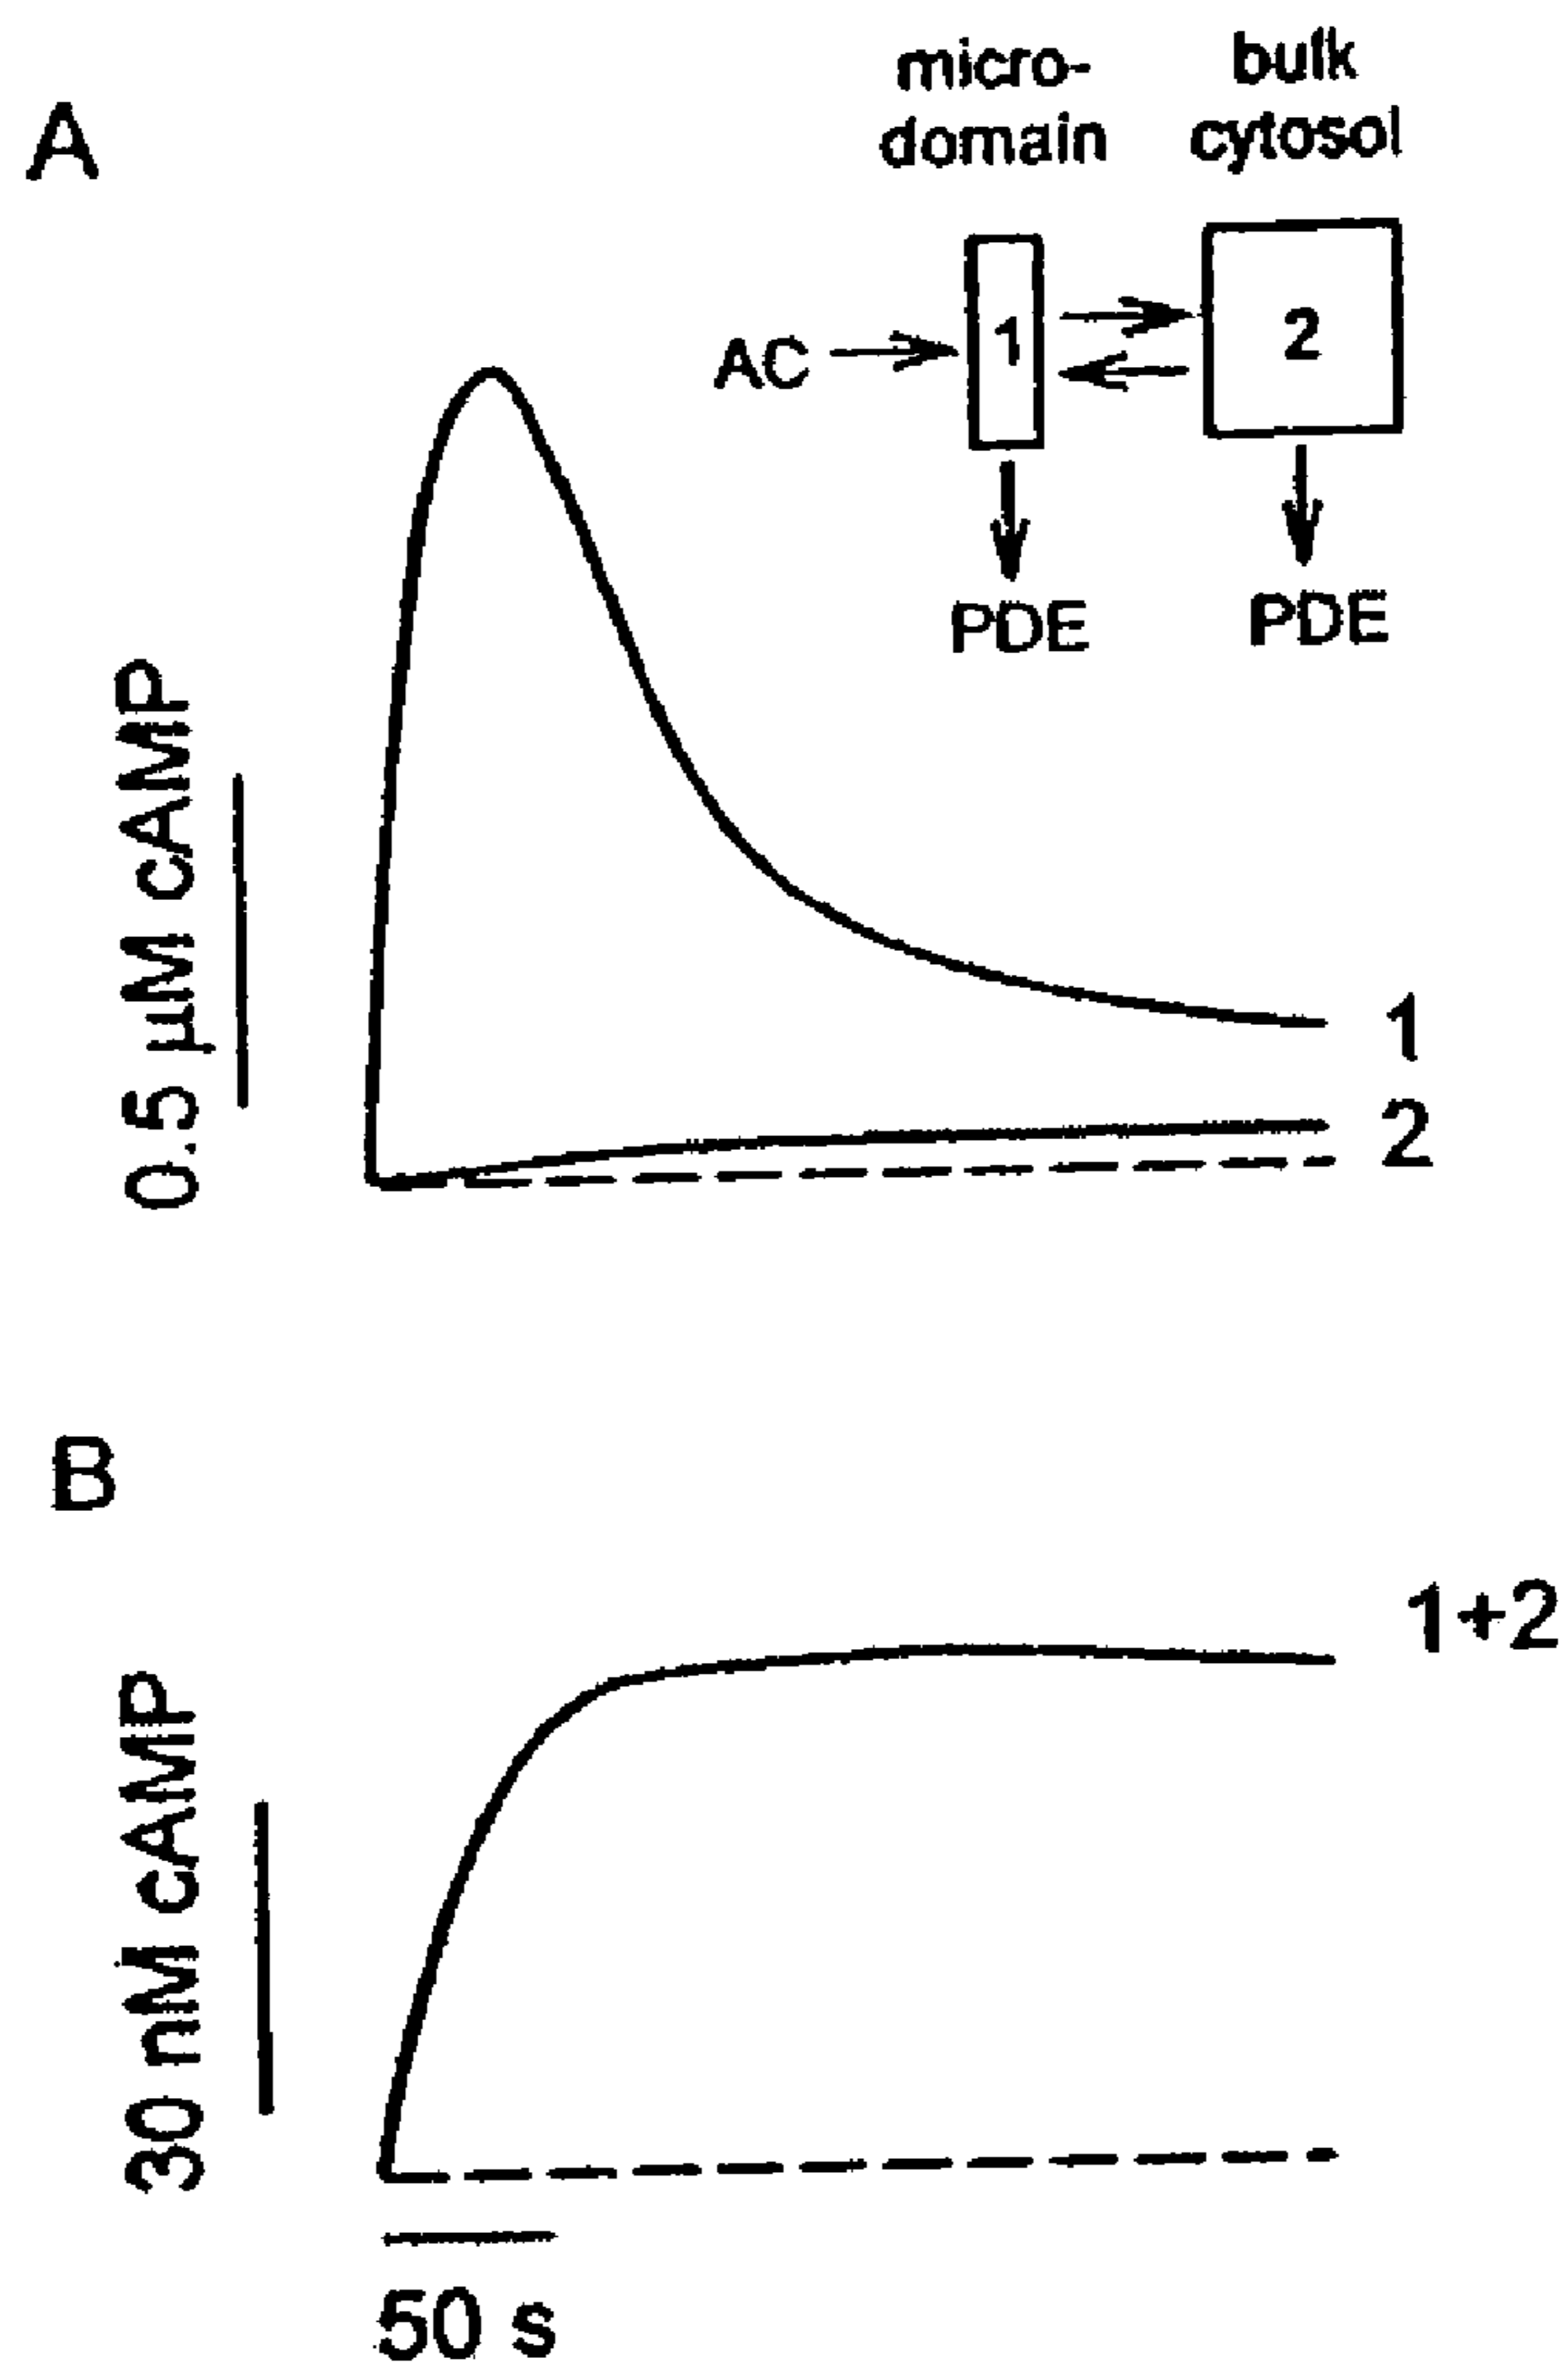 A
micro-
domain
bulk
cytosol
AC
1
2
PDE
PDE
0.5 µM cAMP
1
2
B
1+2
30 nM cAMP
50 s